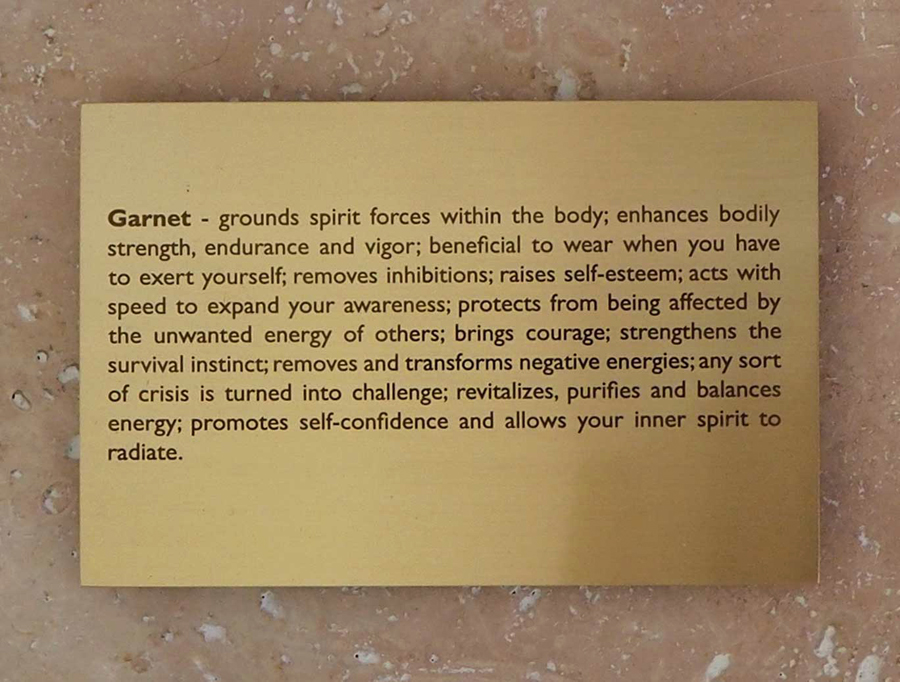 Garnet - grounds spirit forces within the body; enhances bodily
strength, endurance and vigor; beneficial to wear when you have
to exert yourself; removes inhibitions; raises self-esteem; acts with
speed to expand your awareness; protects from being affected by
the unwanted energy of others; brings courage; strengthens the
survival instinct; removes and transforms negative energies; any sort
of crisis is turned into challenge; revitalizes, purifies and balances
energy; promotes self-confidence and allows your inner spirit to
radiate.